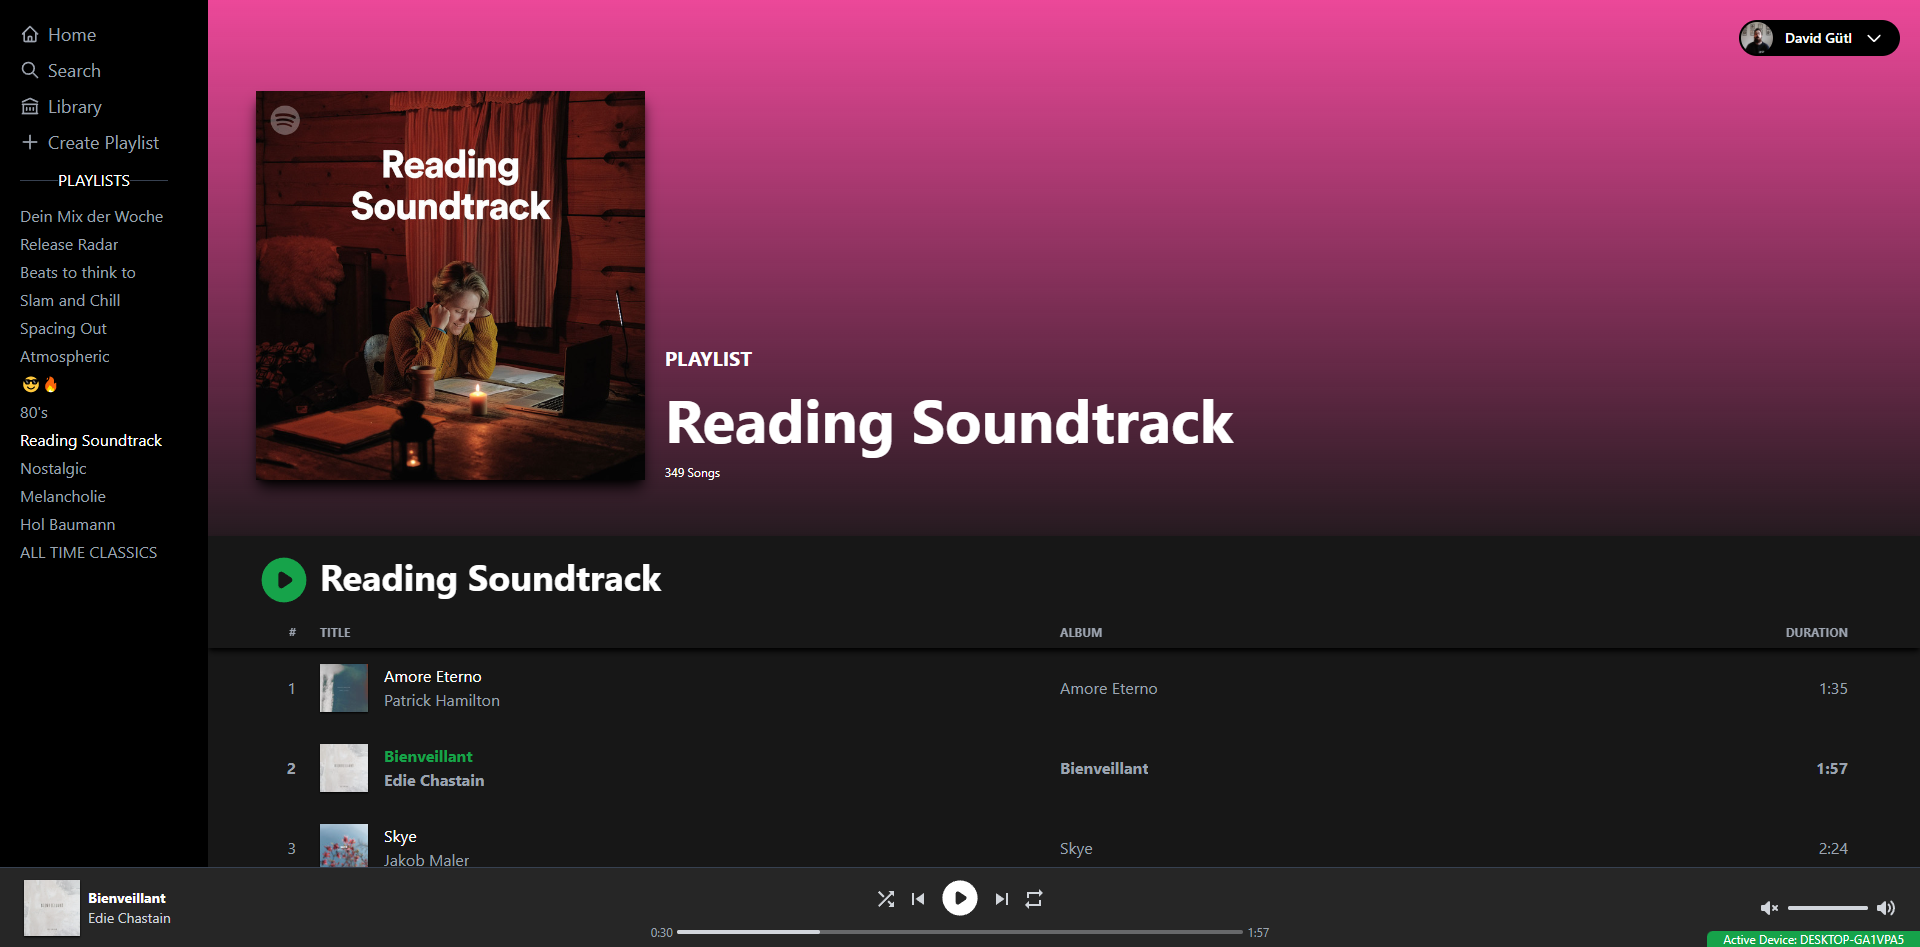 Home
Search
Library
Create Playlist
PLAYLISTS
Dein Mix der Woche
Release Radar
Beats to think to
Slam and Chill
Spacing Out
Atmospheric
😎🔥
80's
Reading Soundtrack
Nostalgic
Melancholie
Hol Baumann
ALL TIME CLASSICS
David Gütl
Reading
Soundtrack
PLAYLIST
Reading Soundtrack
349 Songs
Reading Soundtrack
# TITLE ALBUM DURATION
1 Amore Eterno Amore Eterno 1:35
Patrick Hamilton
2 Bienveillant Bienveillant 1:57
Edie Chastain
3 Skye Skye 2:24
Jakob Maler
Bienveillant
Edie Chastain
0:30 1:57
Active Device: DESKTOP-GA1VPA5